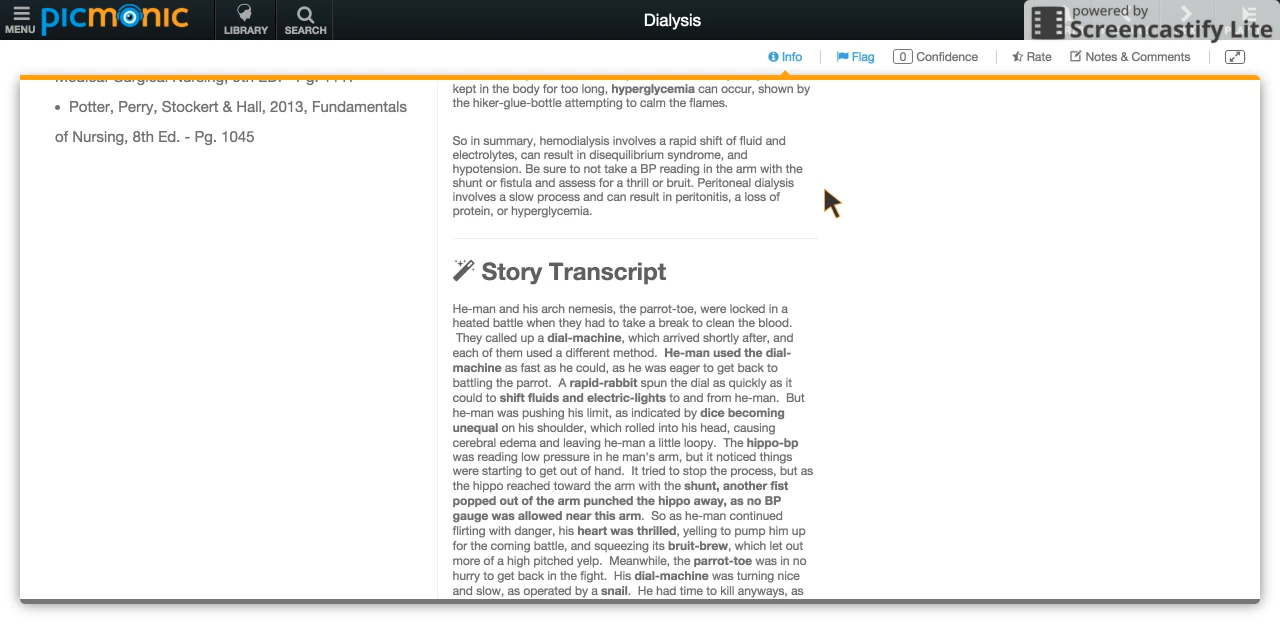 MENU
picmonic
LIBRARY
SEARCH
Dialysis
powered by
Screencastify Lite
Info
Flag
0 Confidence
Rate
Notes & Comments
• Potter, Perry, Stockert & Hall, 2013, Fundamentals
of Nursing, 8th Ed. - Pg. 1045
kept in the body for too long, hyperglycemia can occur, shown by
the hiker-glue-bottle attempting to calm the flames.
So in summary, hemodialysis involves a rapid shift of fluid and
electrolytes, can result in disequilibrium syndrome, and
hypotension. Be sure to not take a BP reading in the arm with the
shunt or fistula and assess for a thrill or bruit. Peritoneal dialysis
involves a slow process and can result in peritonitis, a loss of
protein, or hyperglycemia.
Story Transcript
He-man and his arch nemesis, the parrot-toe, were locked in a
heated battle when they had to take a break to clean the blood.
They called up a dial-machine, which arrived shortly after, and
each of them used a different method.  He-man used the dial-
machine as fast as he could, as he was eager to get back to
battling the parrot.  A rapid-rabbit spun the dial as quickly as it
could to shift fluids and electric-lights to and from he-man.  But
he-man was pushing his limit, as indicated by dice becoming
unequal on his shoulder, which rolled into his head, causing
cerebral edema and leaving he-man a little loopy.  The hippo-bp
was reading low pressure in he man's arm, but it noticed things
were starting to get out of hand.  It tried to stop the process, but as
the hippo reached toward the arm with the shunt, another fist
popped out of the arm punched the hippo away, as no BP
gauge was allowed near this arm.  So as he-man continued
flirting with danger, his heart was thrilled, yelling to pump him up
for the coming battle, and squeezing its bruit-brew, which let out
more of a high pitched yelp.  Meanwhile, the parrot-toe was in no
hurry to get back in the fight.  His dial-machine was turning nice
and slow, as operated by a snail.  He had time to kill anyways, as